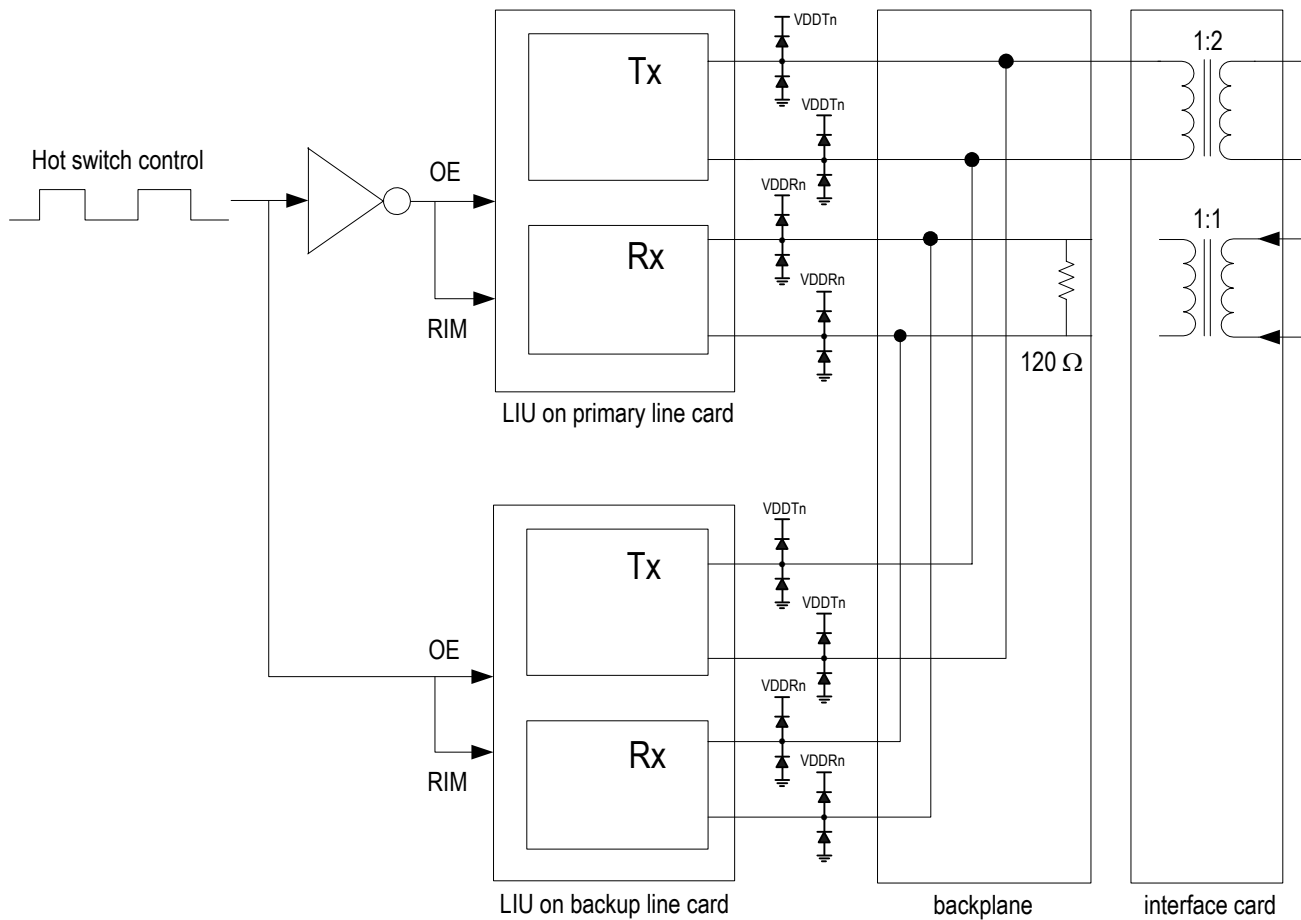 VDDTn
1:2
Tx
VDDTn
Hot switch control
OE
VDDRn
1:1
Rx
VDDRn
RIM
120 Ω
LIU on primary line card
VDDTn
Tx
VDDTn
OE
VDDRn
Rx
VDDRn
RIM
LIU on backup line card
backplane
interface card